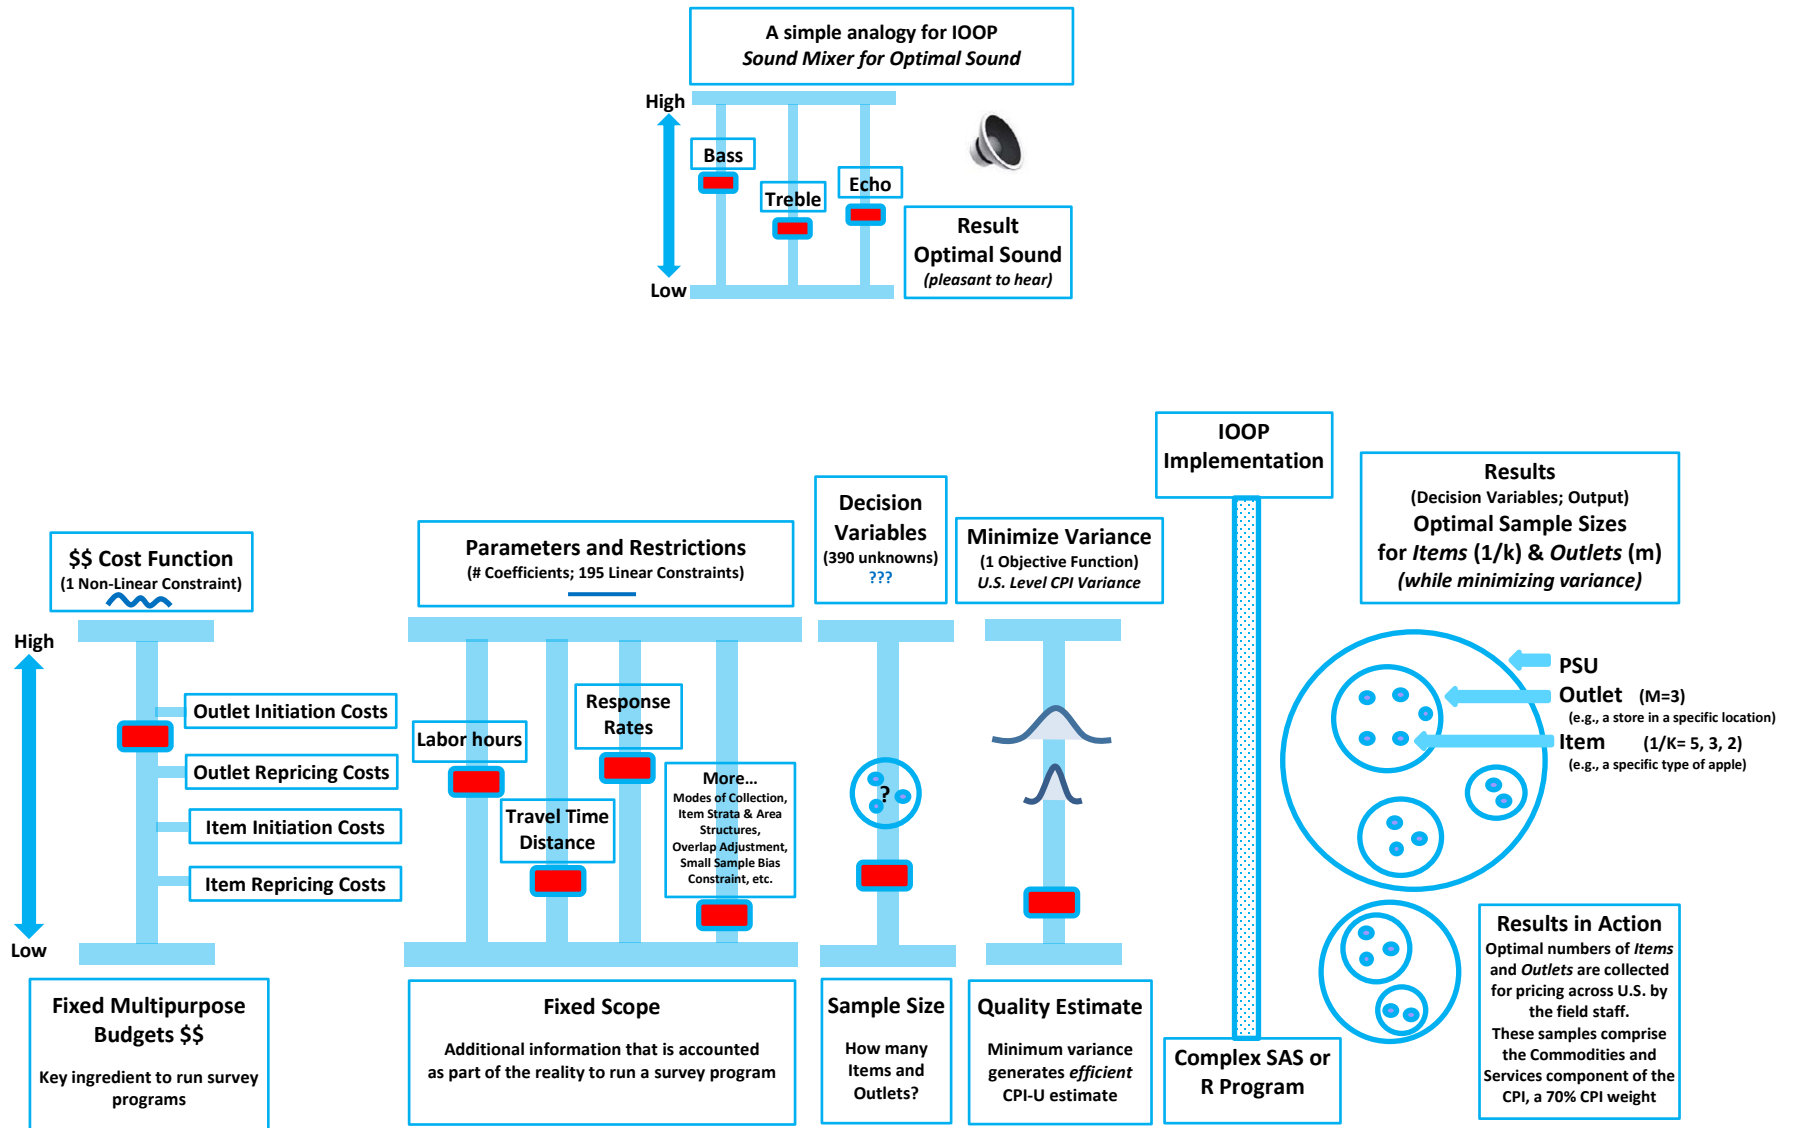 A simple analogy for IOOP
Sound Mixer for Optimal Sound
High
Low
Bass
Treble
Echo
Result
Optimal Sound
(pleasant to hear)
$$ Cost Function
(1 Non-Linear Constraint)
High
Low
Outlet Initiation Costs
Outlet Repricing Costs
Item Initiation Costs
Item Repricing Costs
Fixed Multipurpose
Budgets $$
Key ingredient to run survey
programs
Parameters and Restrictions
(# Coefficients; 195 Linear Constraints)
Labor hours
Travel Time
Distance
Response
Rates
More...
Modes of Collection,
Item Strata & Area
Structures,
Overlap Adjustment,
Small Sample Bias
Constraint, etc.
Fixed Scope
Additional information that is accounted
as part of the reality to run a survey program
Decision
Variables
(390 unknowns)
???
?
Sample Size
How many
Items and
Outlets?
Minimize Variance
(1 Objective Function)
U.S. Level CPI Variance
Quality Estimate
Minimum variance
generates efficient
CPI-U estimate
IOOP
Implementation
Complex SAS or
R Program
Results
(Decision Variables; Output)
Optimal Sample Sizes
for Items (1/k) & Outlets (m)
(while minimizing variance)
PSU
Outlet (M=3)
(e.g., a store in a specific location)
Item (1/K= 5, 3, 2)
(e.g., a specific type of apple)
Results in Action
Optimal numbers of Items
and Outlets are collected
for pricing across U.S. by
the field staff.
These samples comprise
the Commodities and
Services component of the
CPI, a 70% CPI weight